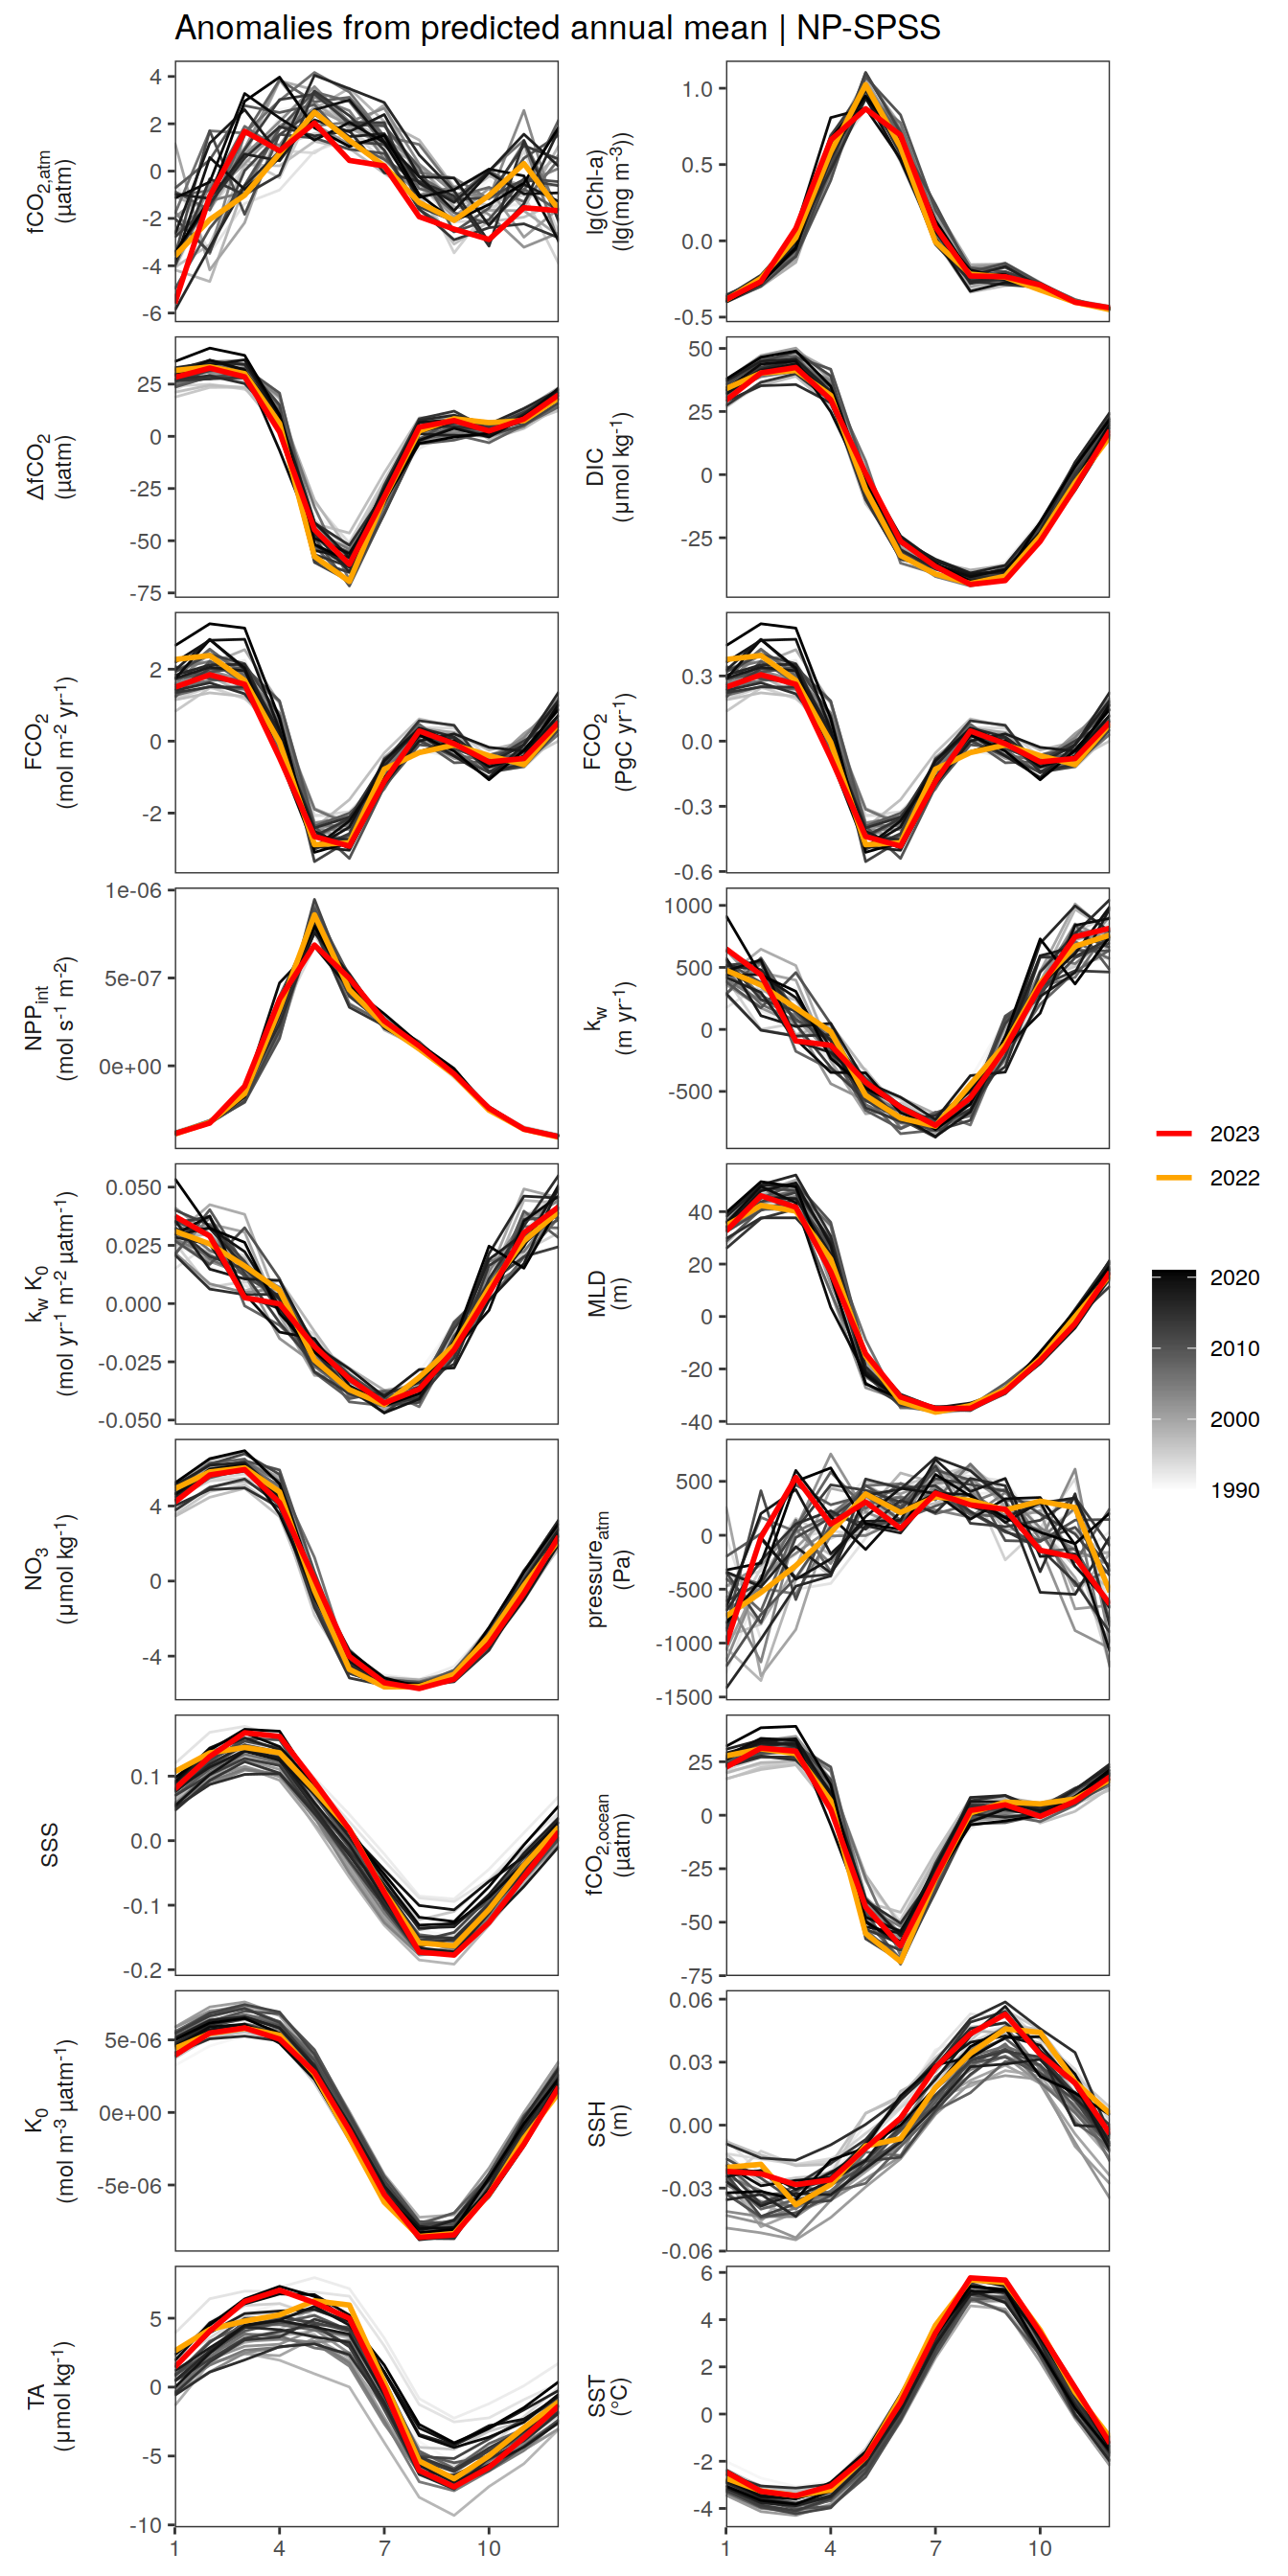 Anomalies from predicted annual mean | NP-SPSS
fCO2,atm
(µatm)
4
2
0
-2
-4
-6
lg(Chl-a)
(lg(mg m-3))
1.0
0.5
0.0
-0.5
ΔfCO2
(µatm)
25
0
-25
-50
-75
DIC
(µmol kg-1)
50
25
0
-25
FCO2
(mol m-2 yr-1)
2
0
-2
FCO2
(PgC yr-1)
0.3
0.0
-0.3
-0.6
NPPint
(mol s-1 m-2)
1e-06
5e-07
0e+00
kw
(m yr-1)
1000
500
0
-500
kw K0
(mol yr-1 m-2 µatm-1)
0.050
0.025
0.000
-0.025
-0.050
MLD
(m)
40
20
0
-20
-40
NO3
(µmol kg-1)
4
0
-4
pressureatm
(Pa)
500
0
-500
-1000
-1500
SSS
0.1
0.0
-0.1
-0.2
fCO2,ocean
(µatm)
25
0
-25
-50
-75
K0
(mol m-3 µatm-1)
5e-06
0e+00
-5e-06
SSH
(m)
0.06
0.03
0.00
-0.03
-0.06
TA
(µmol kg-1)
5
0
-5
-10
SST
(°C)
6
4
2
0
-2
-4
1 4 7 10
1 4 7 10
2023
2022
2020
2010
2000
1990